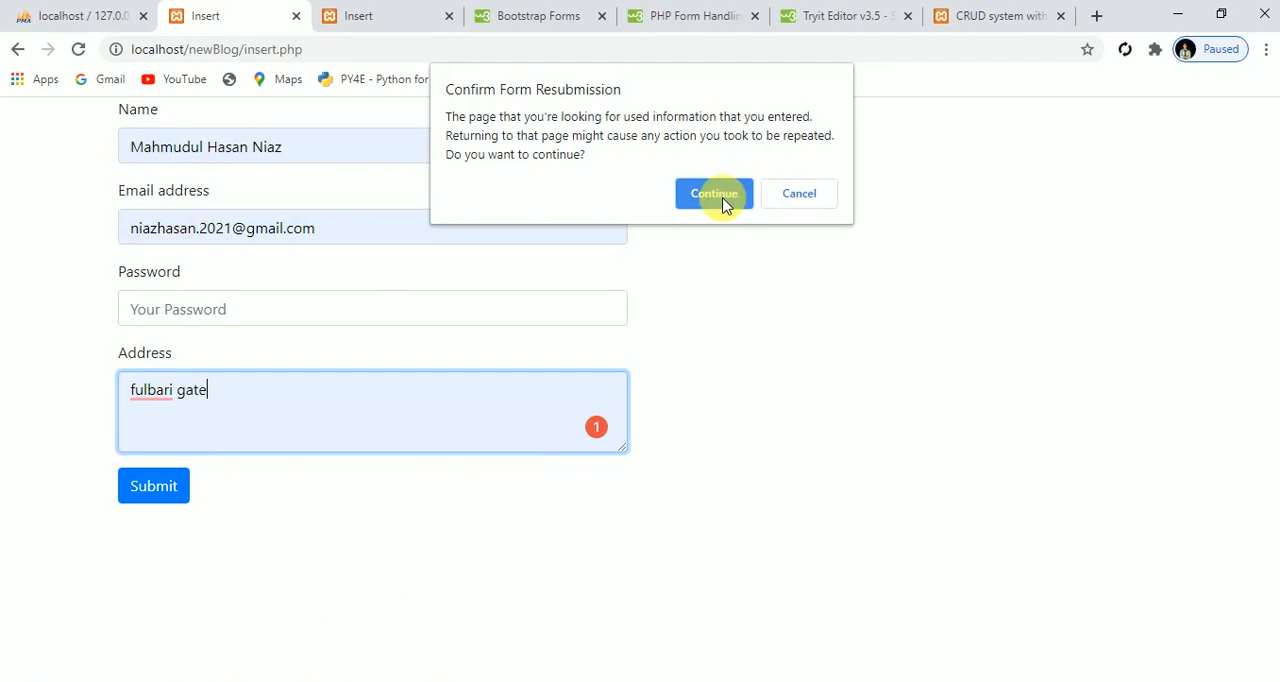 localhost / 127.0.0
Insert
Insert
Bootstrap Forms
PHP Form Handlin
Tryit Editor v3.5 - S
CRUD system with
localhost/newBlog/insert.php
Paused
Apps
Gmail
YouTube
Maps
PY4E - Python for
Confirm Form Resubmission
The page that you're looking for used information that you entered.
Returning to that page might cause any action you took to be repeated.
Do you want to continue?
Continue
Cancel
Name
Mahmudul Hasan Niaz
Email address
niazhasan.2021@gmail.com
Password
Your Password
Address
fulbari gate
1
Submit